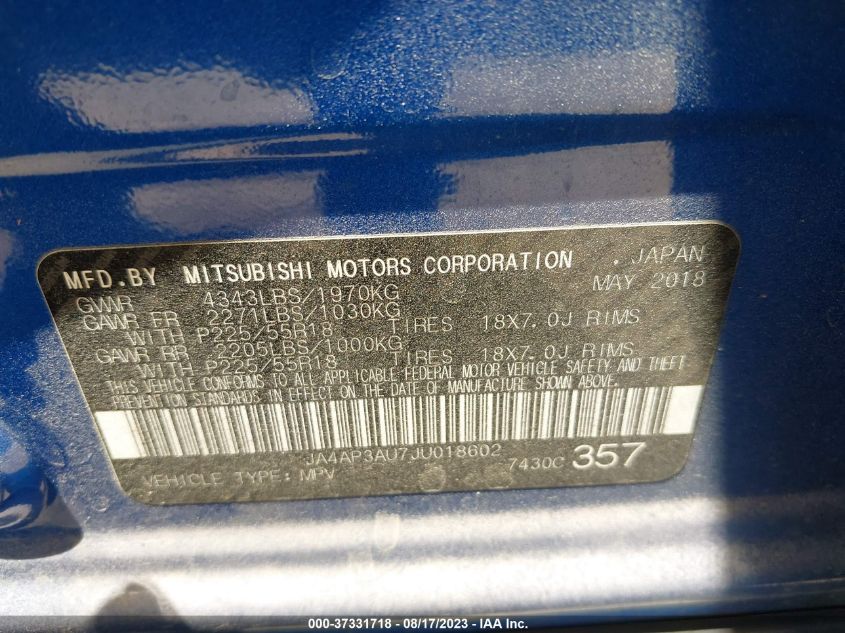 MFD.BY MITSUBISHI MOTORS CORPORATION . JAPAN
GVWR 4343LBS/1970KG MAY 2018
GAWR FR 2271LBS/1030KG
WITH P225/55R18 TIRES 18X7.0J RIMS
GAWR RR 2205LBS/1000KG
WITH P225/55R18 TIRES 18X7.0J RIMS
THIS VEHICLE CONFORMS TO ALL APPLICABLE FEDERAL MOTOR VEHICLE SAFETY AND THEFT
PREVENTION STANDARDS IN EFFECT ON THE DATE OF MANUFACTURE SHOWN ABOVE.
JA4AP3AU7JU018602
VEHICLE TYPE: MPV 7430C 357
000-37331718 - 08/17/2023 - IAA Inc.